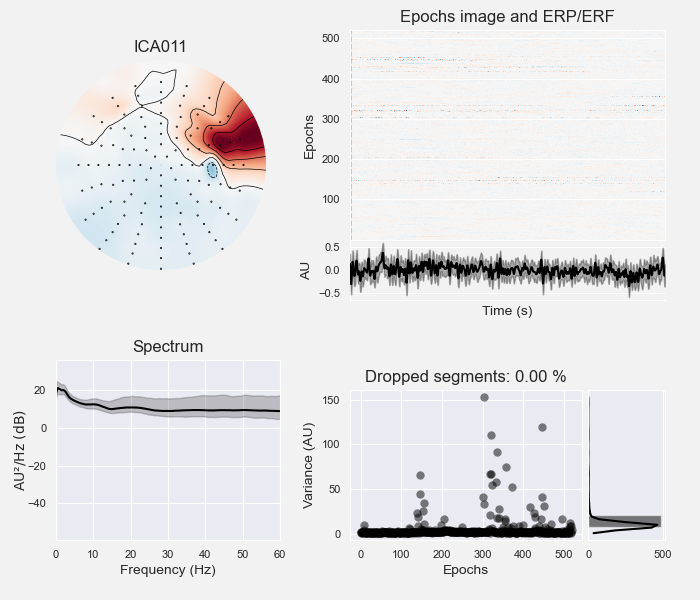 ICA011
Epochs image and ERP/ERF
500
400
300
200
100
Epochs
0.5
0.0
−0.5
AU
Time (s)
Spectrum
20
0
−20
−40
AU²/Hz (dB)
0 10 20 30 40 50 60
Frequency (Hz)
Dropped segments: 0.00 %
150
100
50
0
Variance (AU)
0 100 200 300 400 500
Epochs
0 500